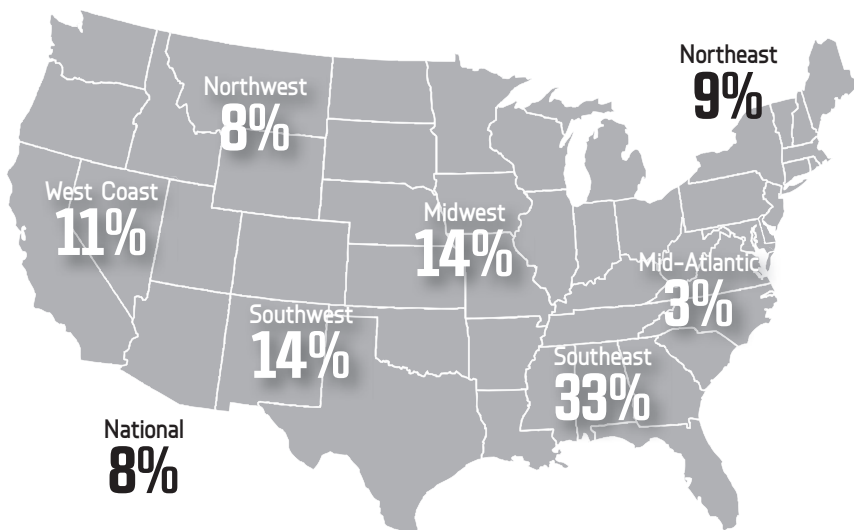 Northeast
9%
Northwest
8%
West Coast
11%
Midwest
14%
Mid-Atlantic
3%
Southwest
14%
Southeast
33%
National
8%